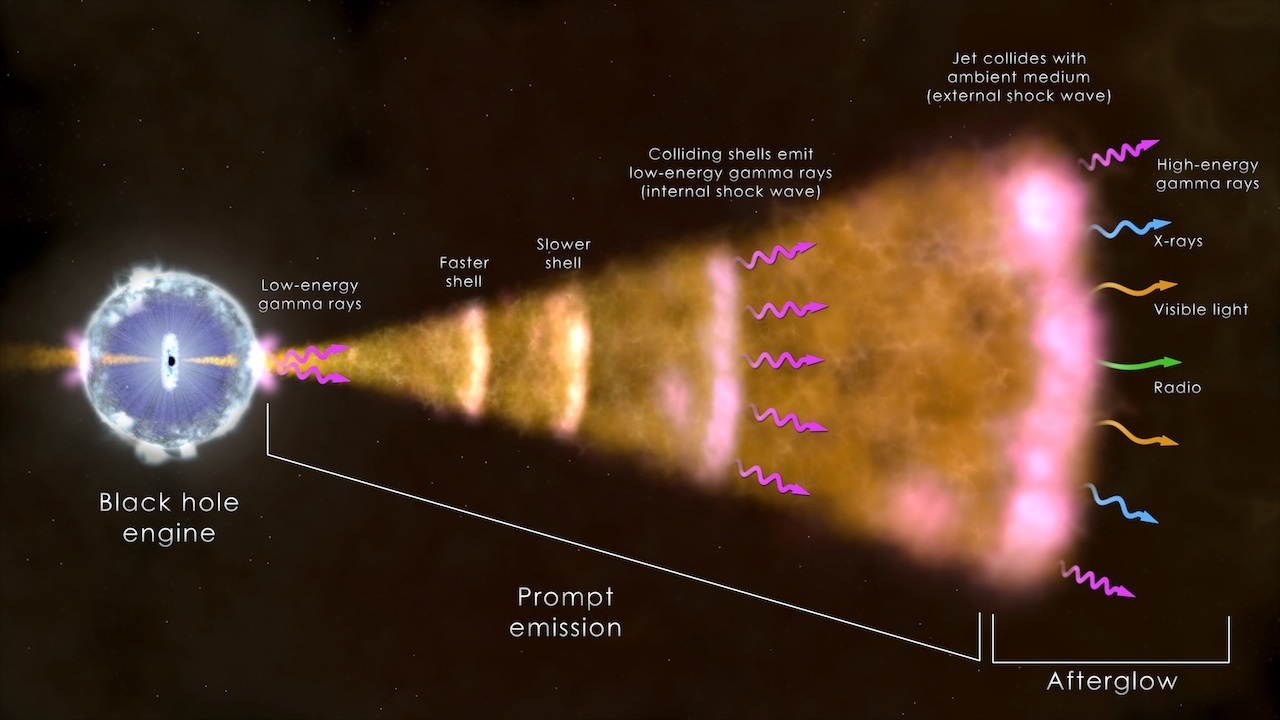 Jet collides with
ambient medium
(external shock wave)
Colliding shells emit
low-energy gamma rays
(internal shock wave)
High-energy
gamma rays
X-rays
Slower
shell
Faster
shell
Low-energy
gamma rays
Visible light
Radio
Black hole
engine
Prompt
emission
Afterglow